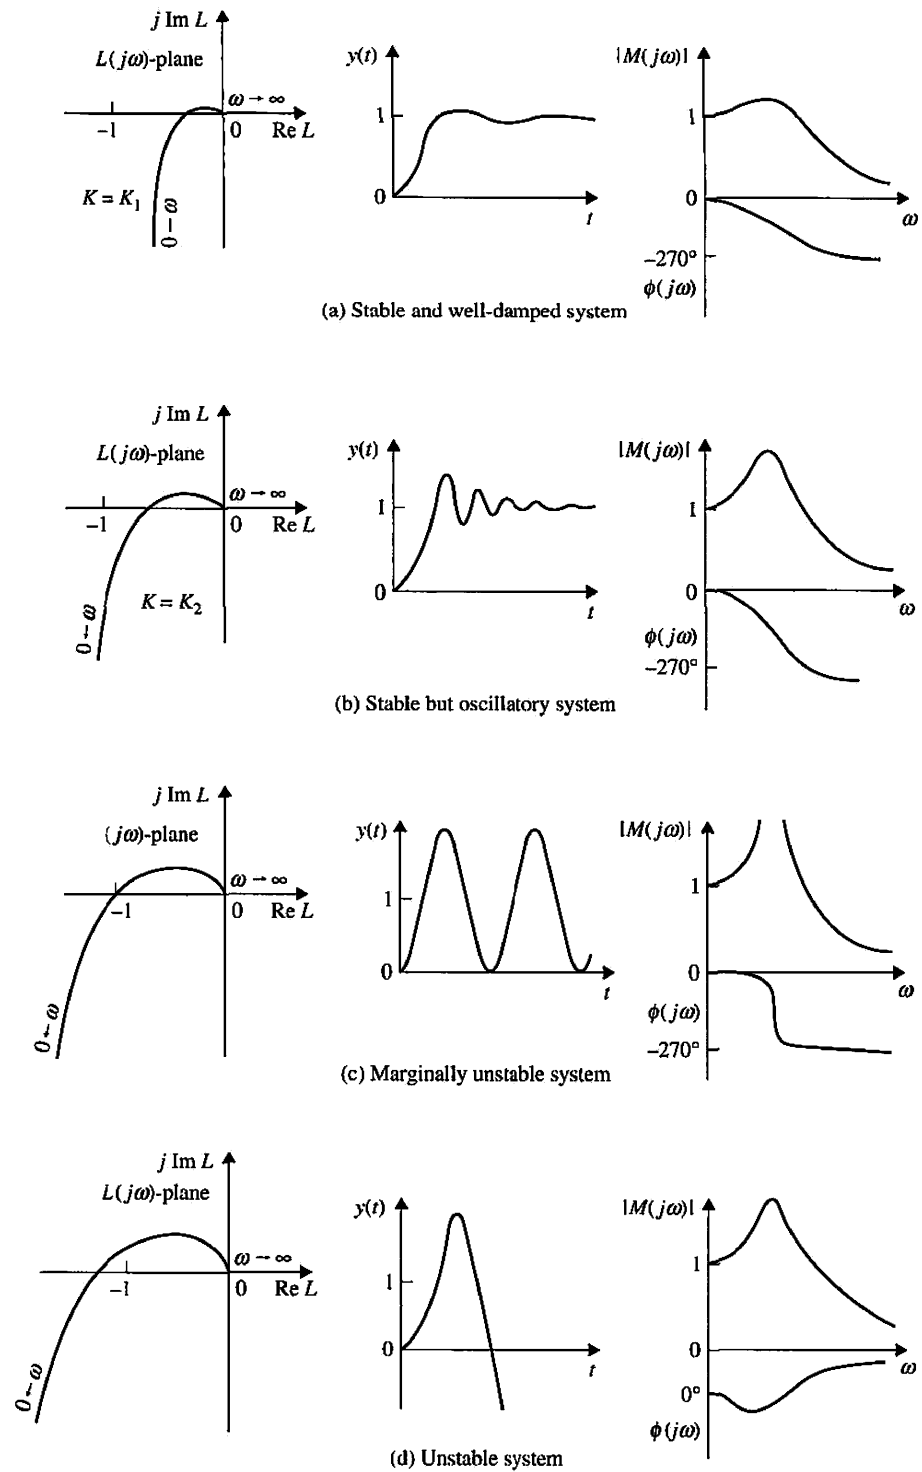 j Im L
L(jω)-plane
ω → ∞
−1
0
Re L
K = K₁
0 ← ω
y(t)
1
0
t
|M(jω)|
1
0
ω
−270°
ϕ(jω)
(a) Stable and well-damped system
j Im L
L(jω)-plane
ω → ∞
−1
0
Re L
K = K₂
0 ← ω
y(t)
1
0
t
|M(jω)|
1
0
ω
ϕ(jω)
−270°
(b) Stable but oscillatory system
j Im L
(jω)-plane
ω → ∞
−1
0
Re L
0 ← ω
y(t)
1
0
t
|M(jω)|
1
0
ω
ϕ(jω)
−270°
(c) Marginally unstable system
j Im L
L(jω)-plane
ω → ∞
−1
0
Re L
0 ← ω
y(t)
1
0
t
|M(jω)|
1
0
ω
0°
ϕ(jω)
(d) Unstable system